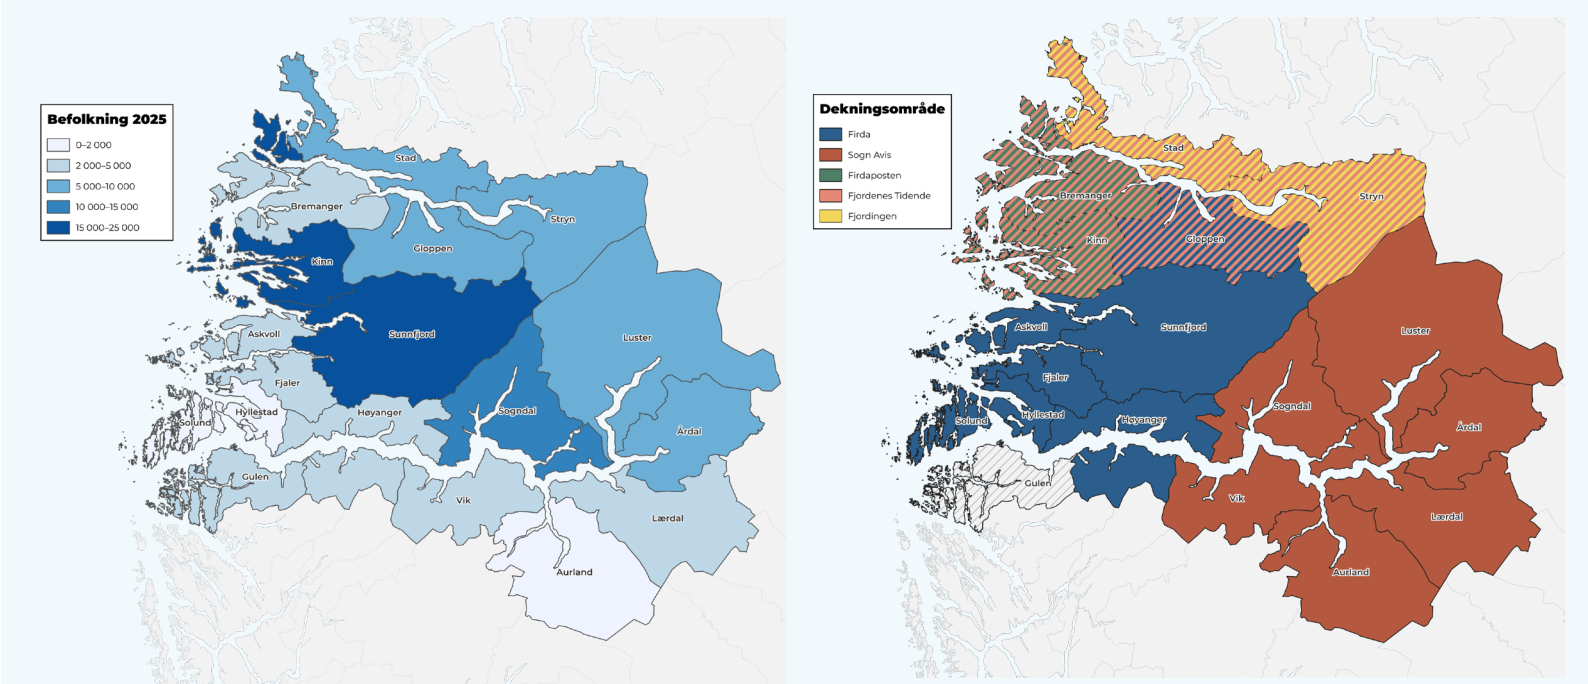 Befolkning 2025
0–2 000
2 000–5 000
5 000–10 000
10 000–15 000
15 000–25 000
Stad
Bremanger
Stryn
Gloppen
Kinn
Askvoll
Sunnfjord
Luster
Fjaler
Hyllestad
Høyanger
Sogndal
Solund
Årdal
Gulen
Vik
Lærdal
Aurland
Dekningsområde
Firda
Sogn Avis
Firdaposten
Fjordenes Tidende
Fjordingen
Stad
Bremanger
Stryn
Kinn
Gloppen
Askvoll
Sunnfjord
Luster
Fjaler
Sogndal
Hyllestad
Solund
Høyanger
Årdal
Gulen
Vik
Lærdal
Aurland